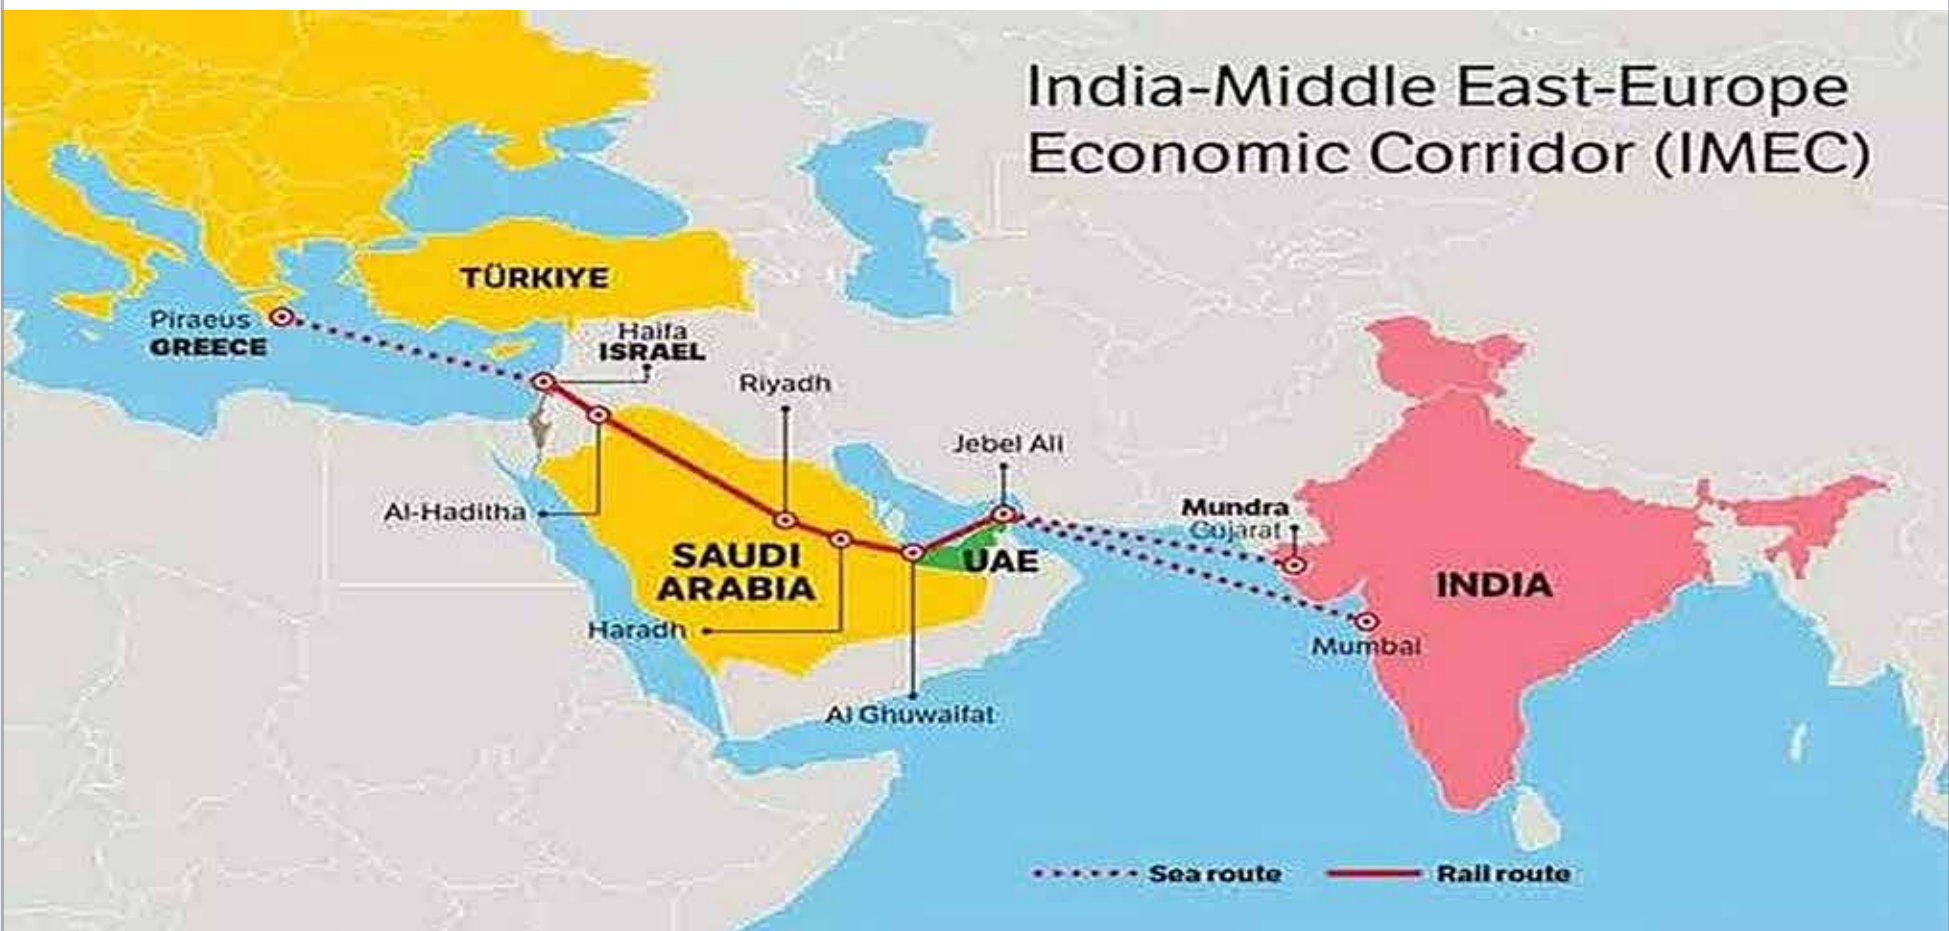 India-Middle East-Europe
Economic Corridor (IMEC)
TÜRKIYE
Piraeus
GREECE
Haifa
ISRAEL
Riyadh
Jebel Ali
Al-Haditha
Mundra
Gujarat
SAUDI
ARABIA
UAE
INDIA
Haradh
Mumbai
Al Ghuwaifat
Sea route
Rail route